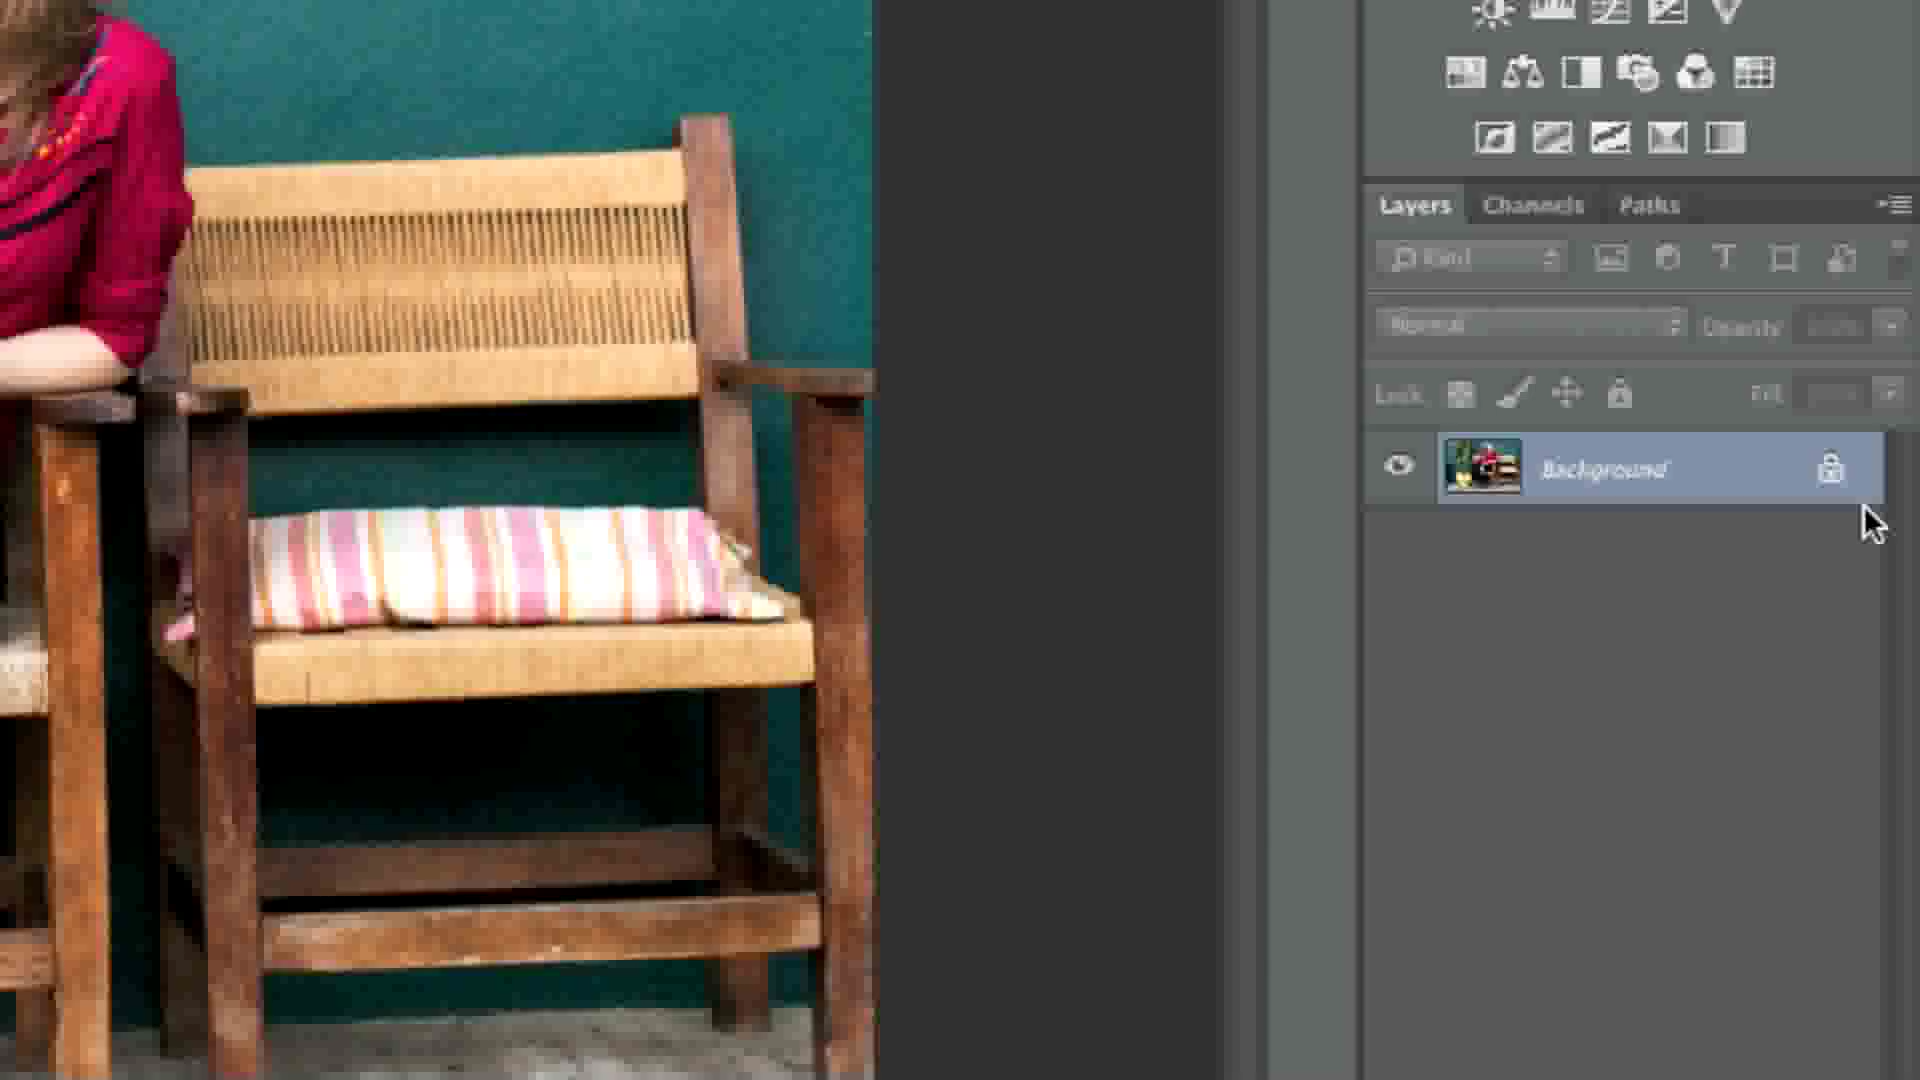 Layers Channels Paths
Kind
Normal Opacity:
Lock: Fill:
Background